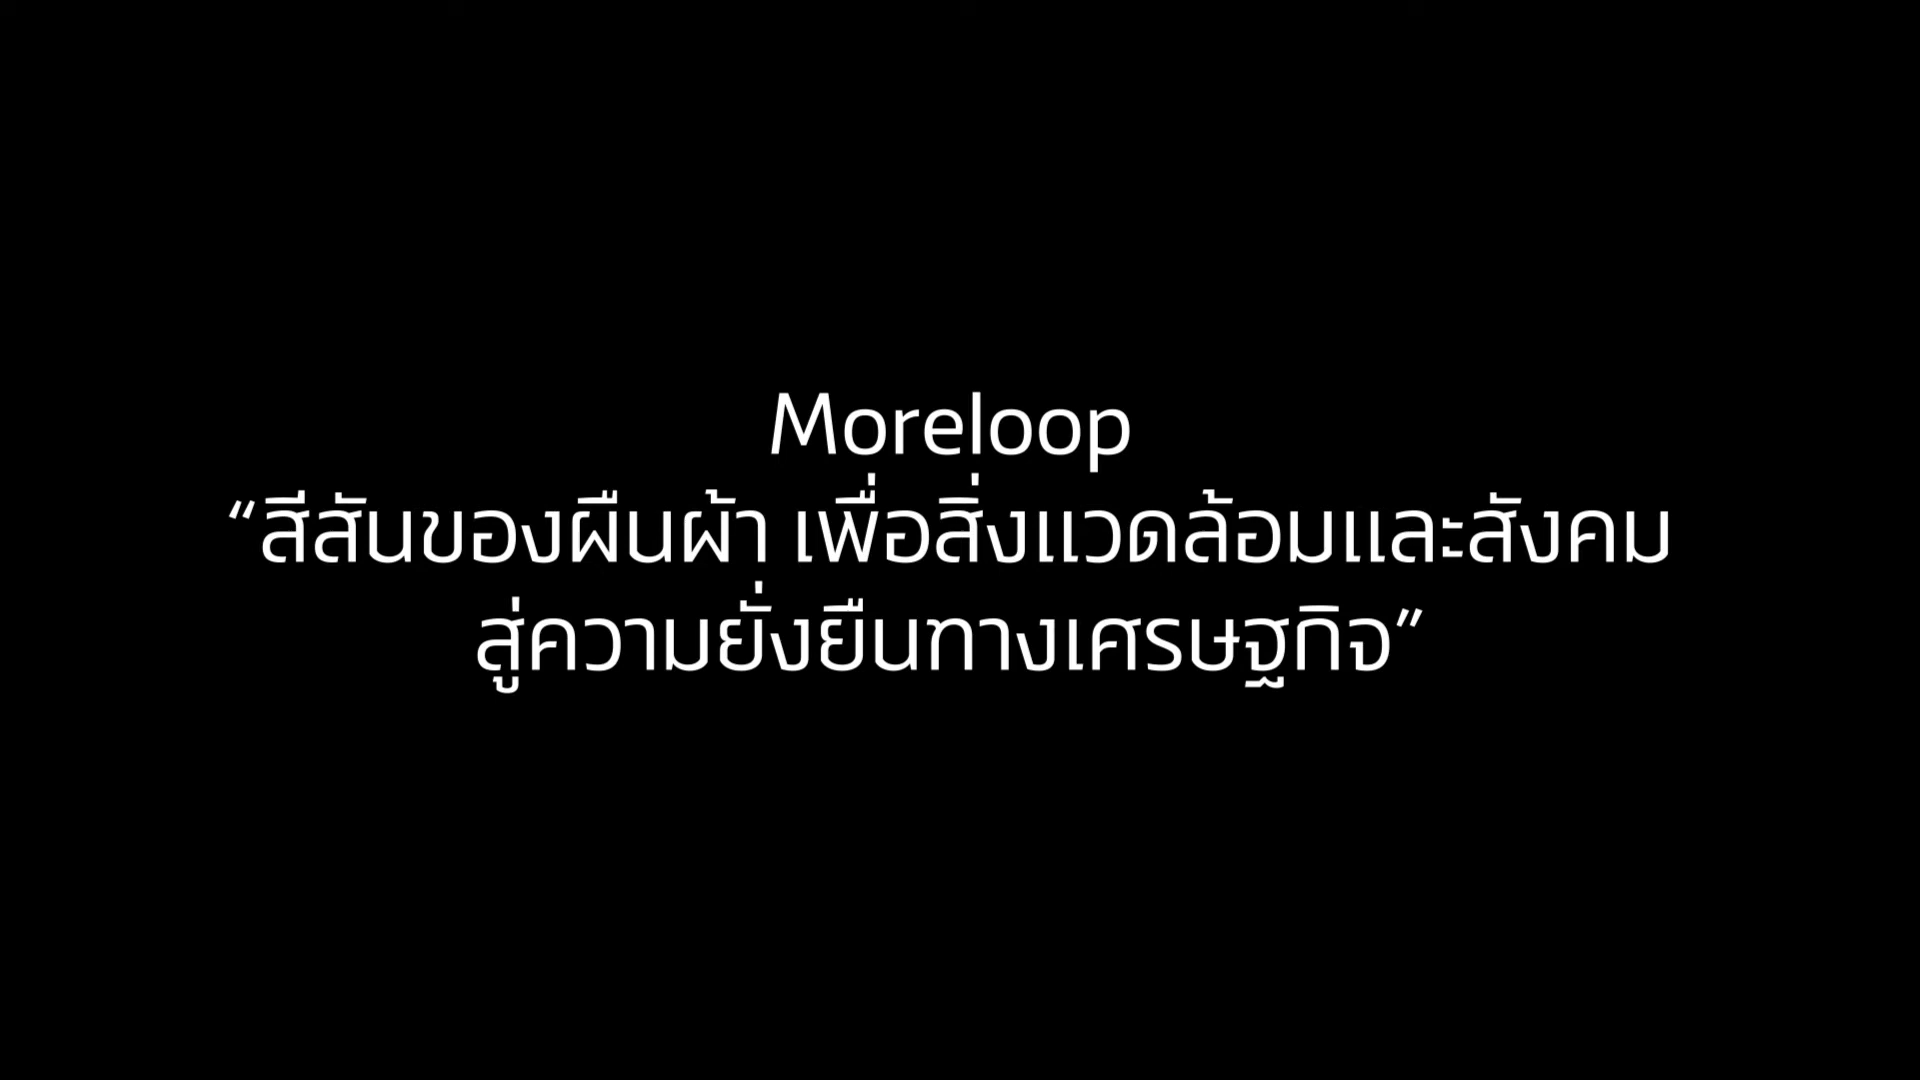 Moreloop
“สีสันของผืนผ้า เพื่อสิ่งแวดล้อมและสังคม
สู่ความยั่งยืนทางเศรษฐกิจ”